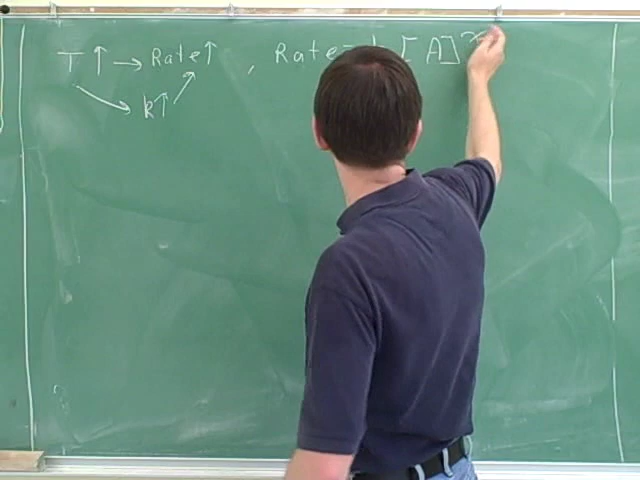 T ↑ → Rate ↑ , Rate = [A]
k ↑